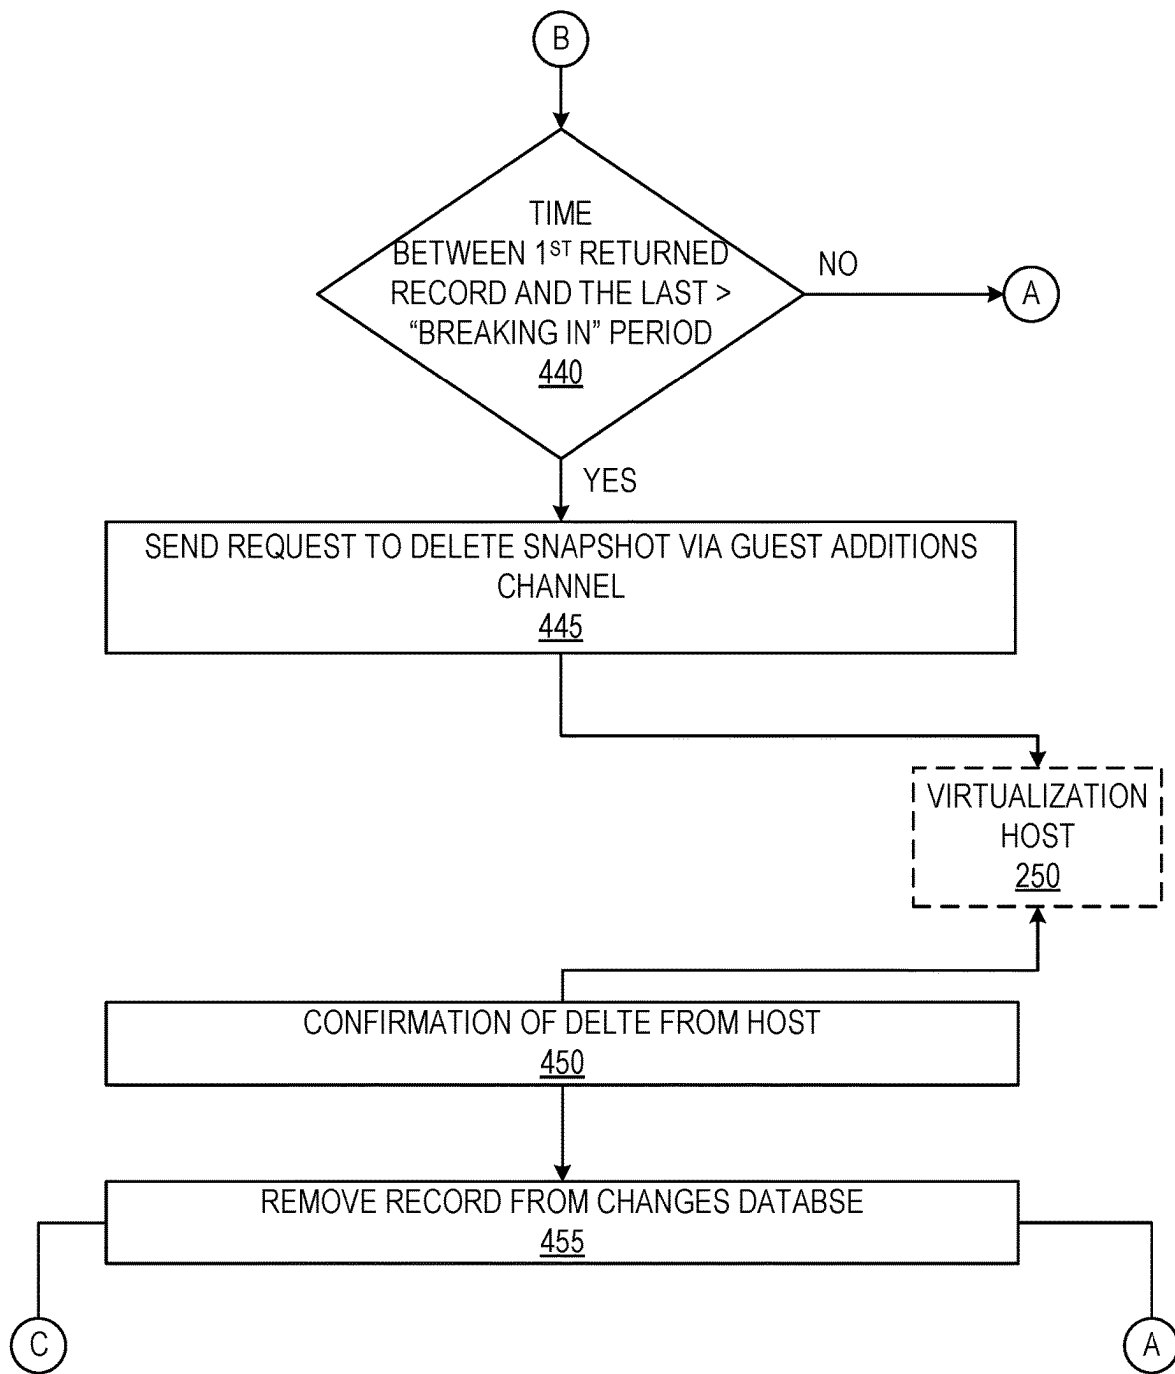 B
TIME
BETWEEN 1ST RETURNED
RECORD AND THE LAST >
“BREAKING IN” PERIOD
440
NO
A
YES
SEND REQUEST TO DELETE SNAPSHOT VIA GUEST ADDITIONS
CHANNEL
445
VIRTUALIZATION
HOST
250
CONFIRMATION OF DELTE FROM HOST
450
REMOVE RECORD FROM CHANGES DATABSE
455
C
A